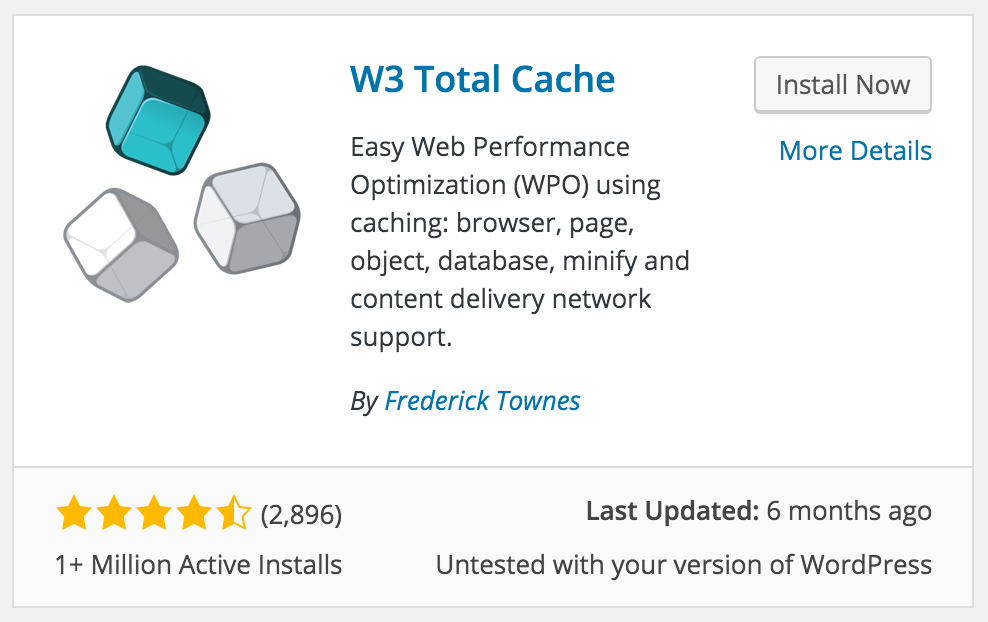 W3 Total Cache
Install Now
More Details
Easy Web Performance
Optimization (WPO) using
caching: browser, page,
object, database, minify and
content delivery network
support.
By Frederick Townes
(2,896)
Last Updated: 6 months ago
1+ Million Active Installs
Untested with your version of WordPress